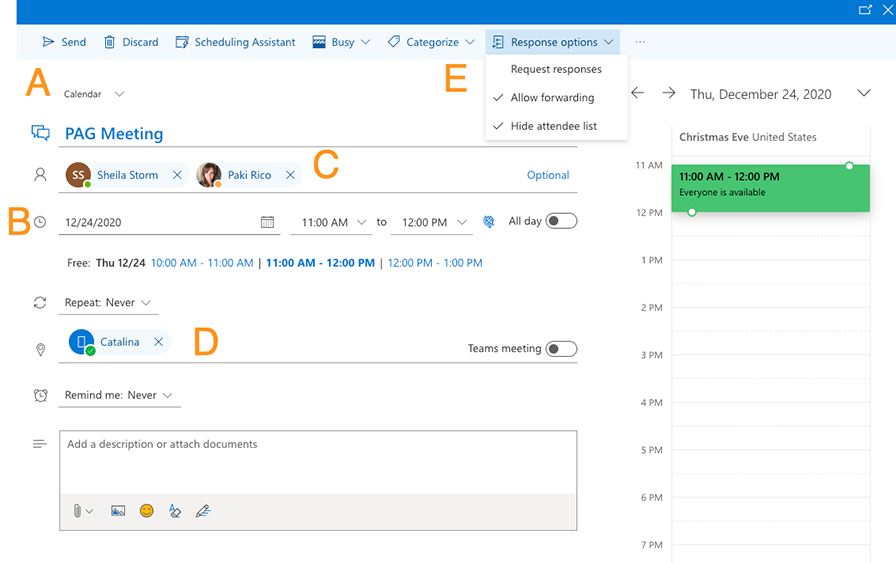 Send Discard Scheduling Assistant Busy Categorize Response options ...
E Request responses
Allow forwarding
Hide attendee list
A Calendar
Thu, December 24, 2020
PAG Meeting
Christmas Eve United States
SS Sheila Storm Paki Rico C Optional
11 AM 11:00 AM - 12:00 PM
Everyone is available
B 12/24/2020 11:00 AM to 12:00 PM All day
12 PM
Free: Thu 12/24 10:00 AM - 11:00 AM | 11:00 AM - 12:00 PM | 12:00 PM - 1:00 PM
1 PM
Repeat: Never
2 PM
Catalina D Teams meeting
3 PM
Remind me: Never
4 PM
Add a description or attach documents
5 PM
6 PM
7 PM